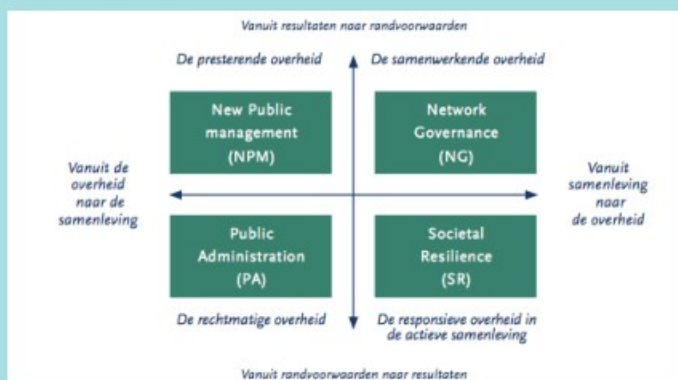 Vanuit resultaten naar randvoorwaarden
De presterende overheid
De samenwerkende overheid
New Public
management
(NPM)
Network
Governance
(NG)
Vanuit de
overheid
naar de
samenleving
Vanuit
samenleving
naar
de overheid
Public
Administration
(PA)
Societal
Resilience
(SR)
De rechtmatige overheid
De responsieve overheid in
de actieve samenleving
Vanuit randvoorwaarden naar resultaten